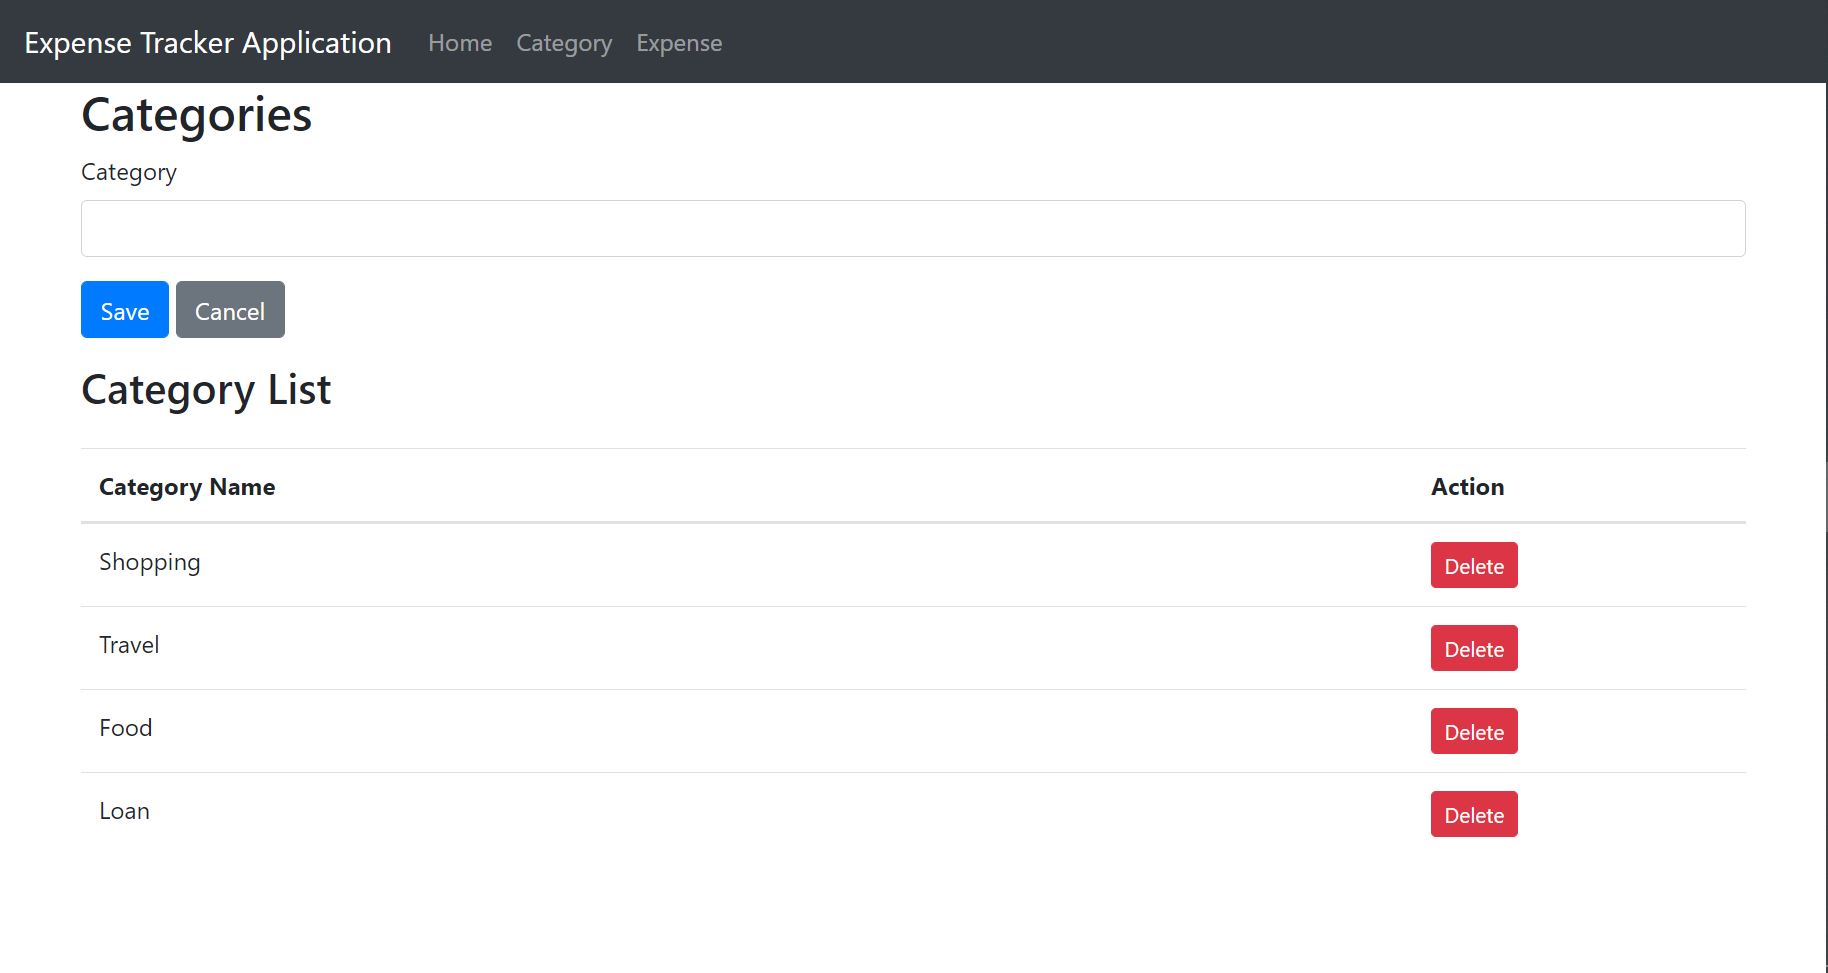 Expense Tracker Application Home Category Expense
Categories
Category
Save Cancel
Category List
Category Name Action
Shopping Delete
Travel Delete
Food Delete
Loan Delete